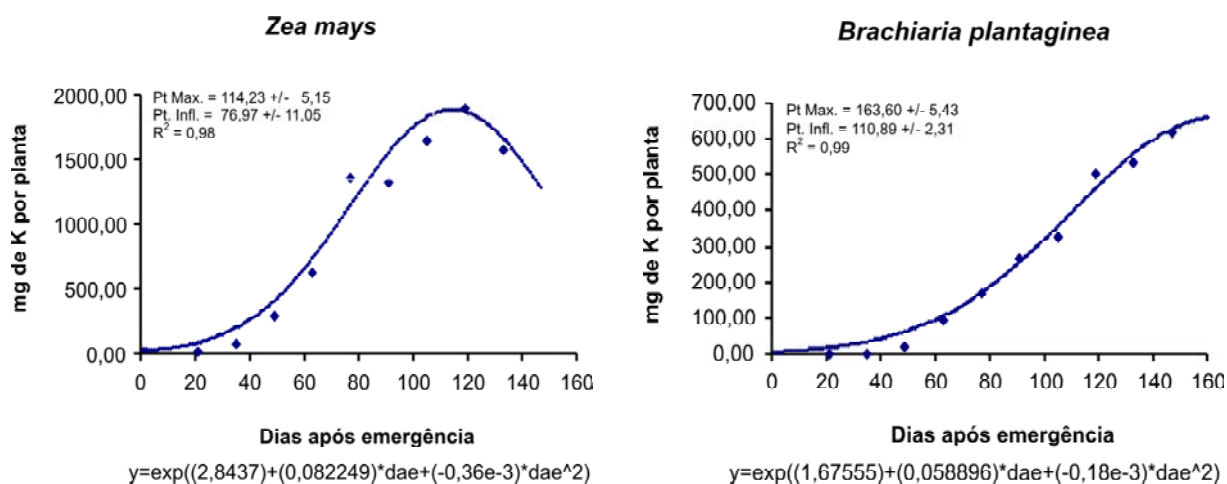 Zea mays
Pt Max. = 114,23 +/- 5,15
Pt. Infl. = 76,97 +/- 11,05
R² = 0,98
mg de K por planta
2000,00
1500,00
1000,00
500,00
0,00
0 20 40 60 80 100 120 140 160
Dias após emergência
y=exp((2,8437)+(0,082249)*dae+(-0,36e-3)*dae^2)
Brachiaria plantaginea
Pt Max. = 163,60 +/- 5,43
Pt. Infl. = 110,89 +/- 2,31
R² = 0,99
mg de K por planta
700,00
600,00
500,00
400,00
300,00
200,00
100,00
0,00
0 20 40 60 80 100 120 140 160
Dias após emergência
y=exp((1,67555)+(0,058896)*dae+(-0,18e-3)*dae^2)